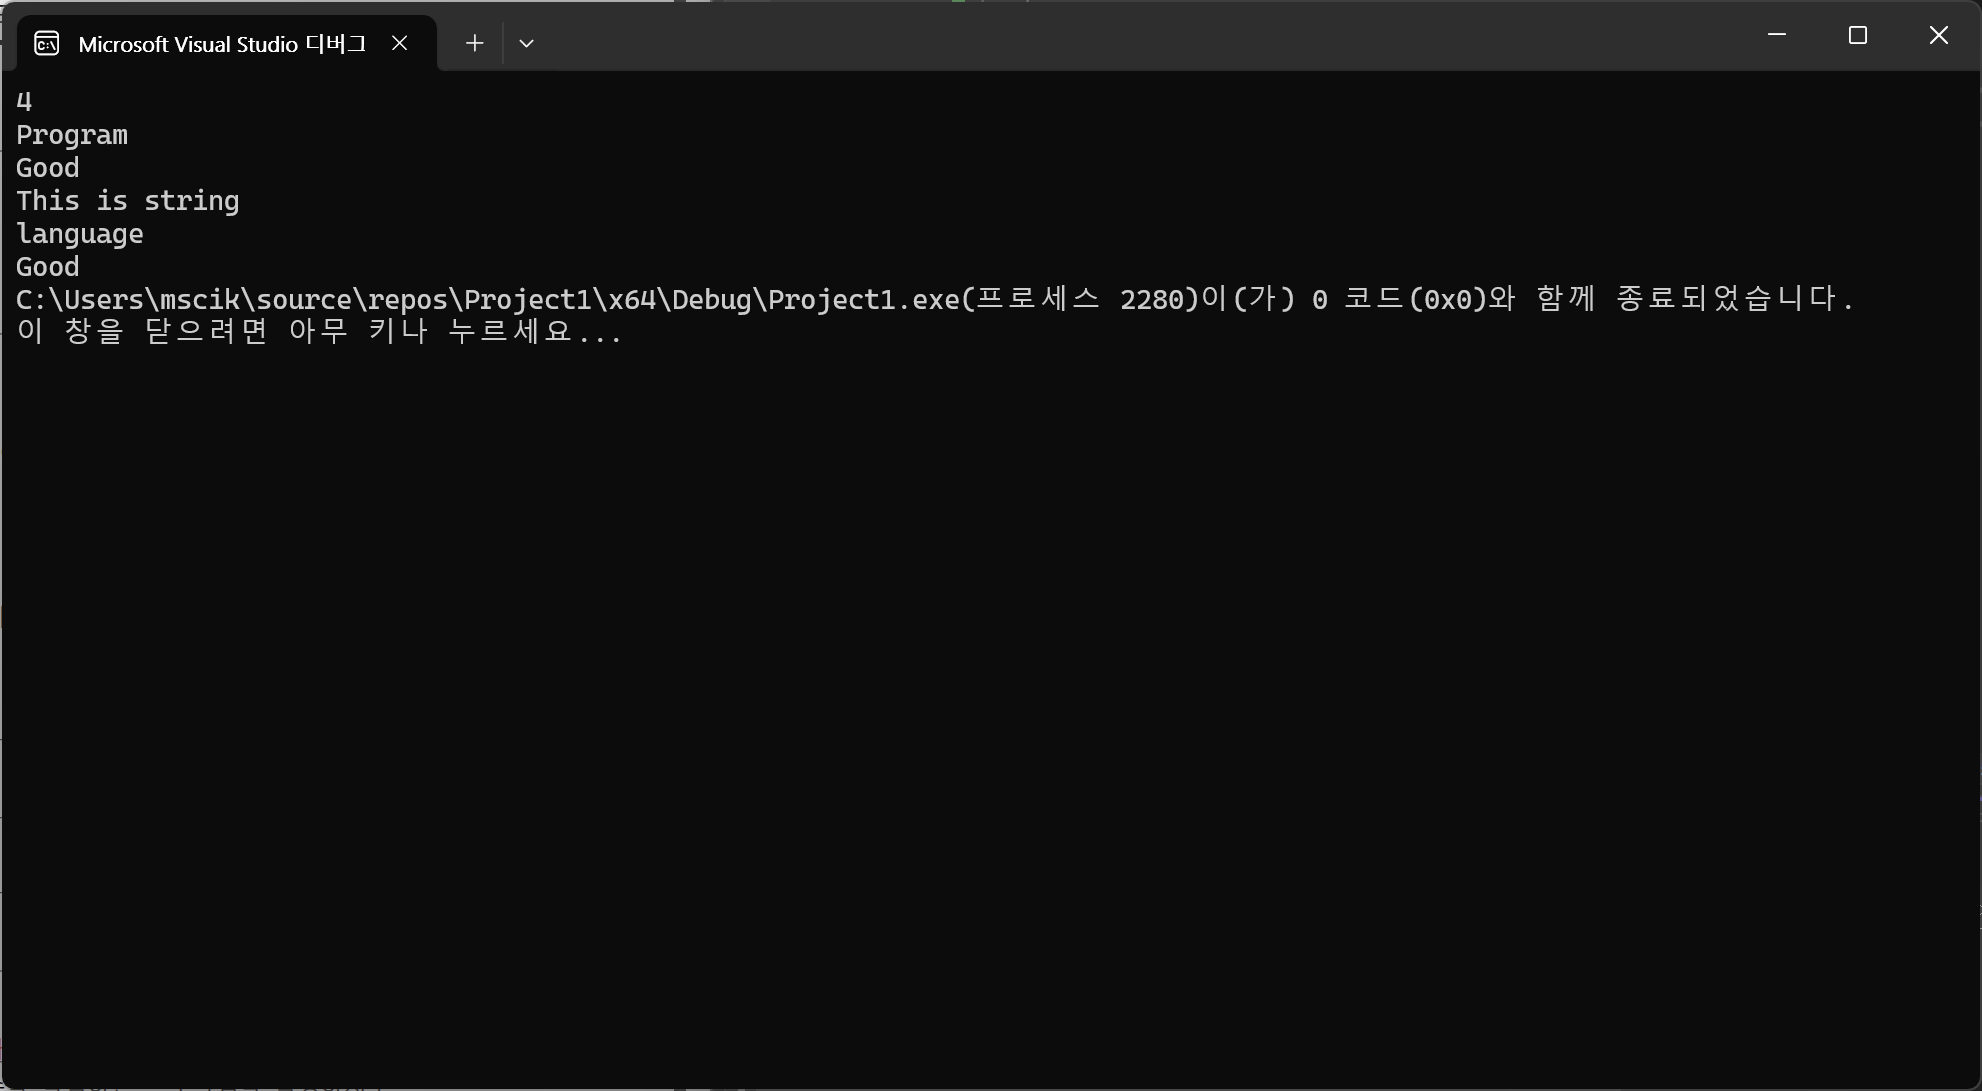 Microsoft Visual Studio 디버그
4
Program
Good
This is string
language
Good
C:\Users\mscik\source\repos\Project1\x64\Debug\Project1.exe(프로세스 2280)이(가) 0 코드(0x0)와 함께 종료되었습니다.
이 창을 닫으려면 아무 키나 누르세요...